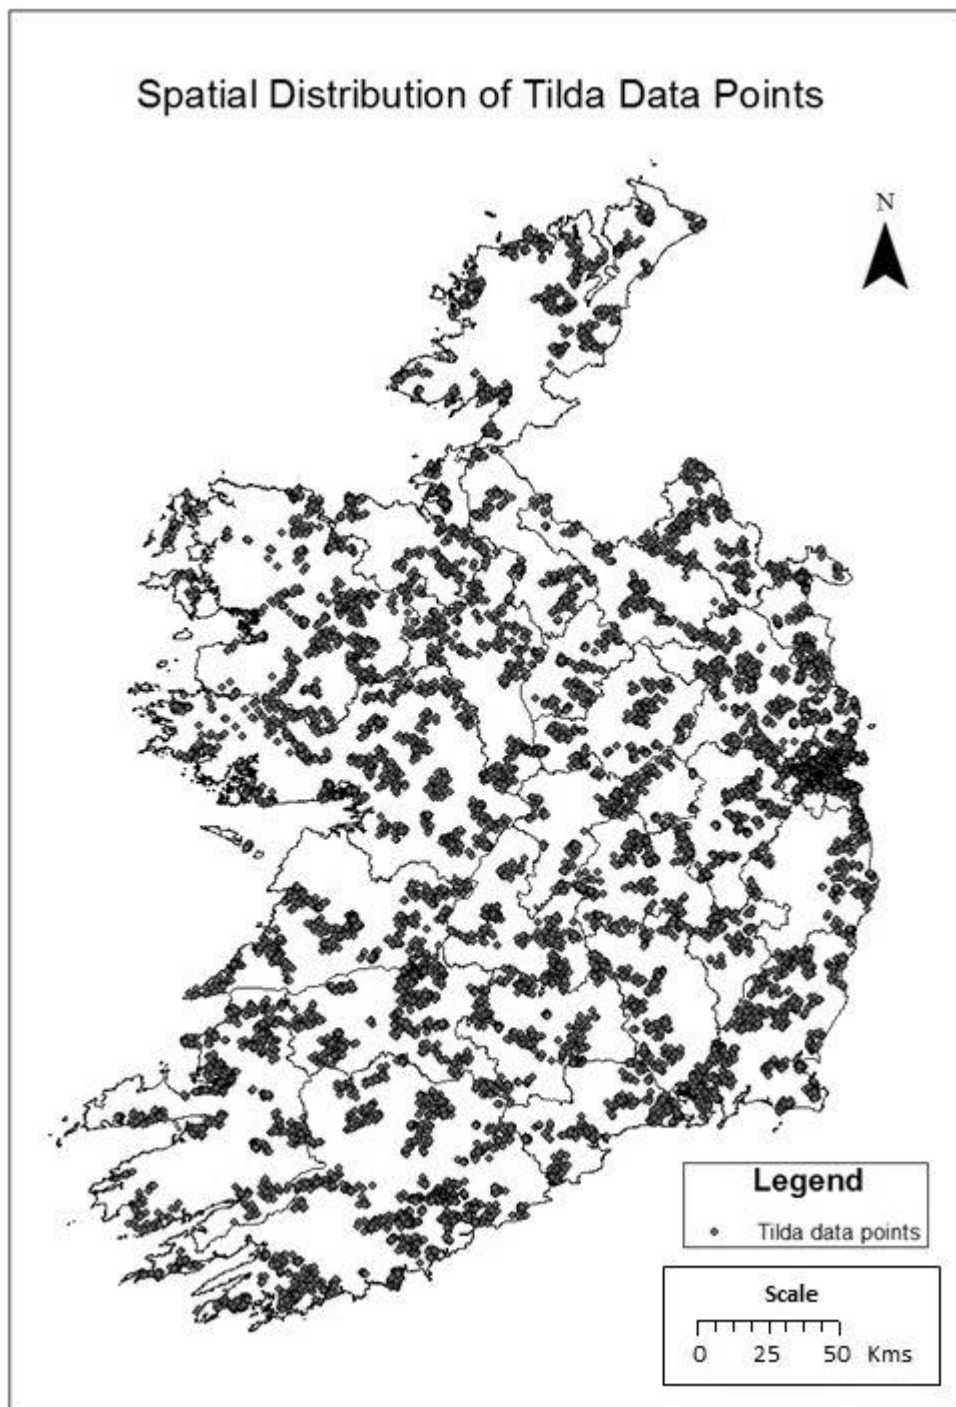 Spatial Distribution of Tilda Data Points
N
Legend
Tilda data points
Scale
0 25 50 Kms